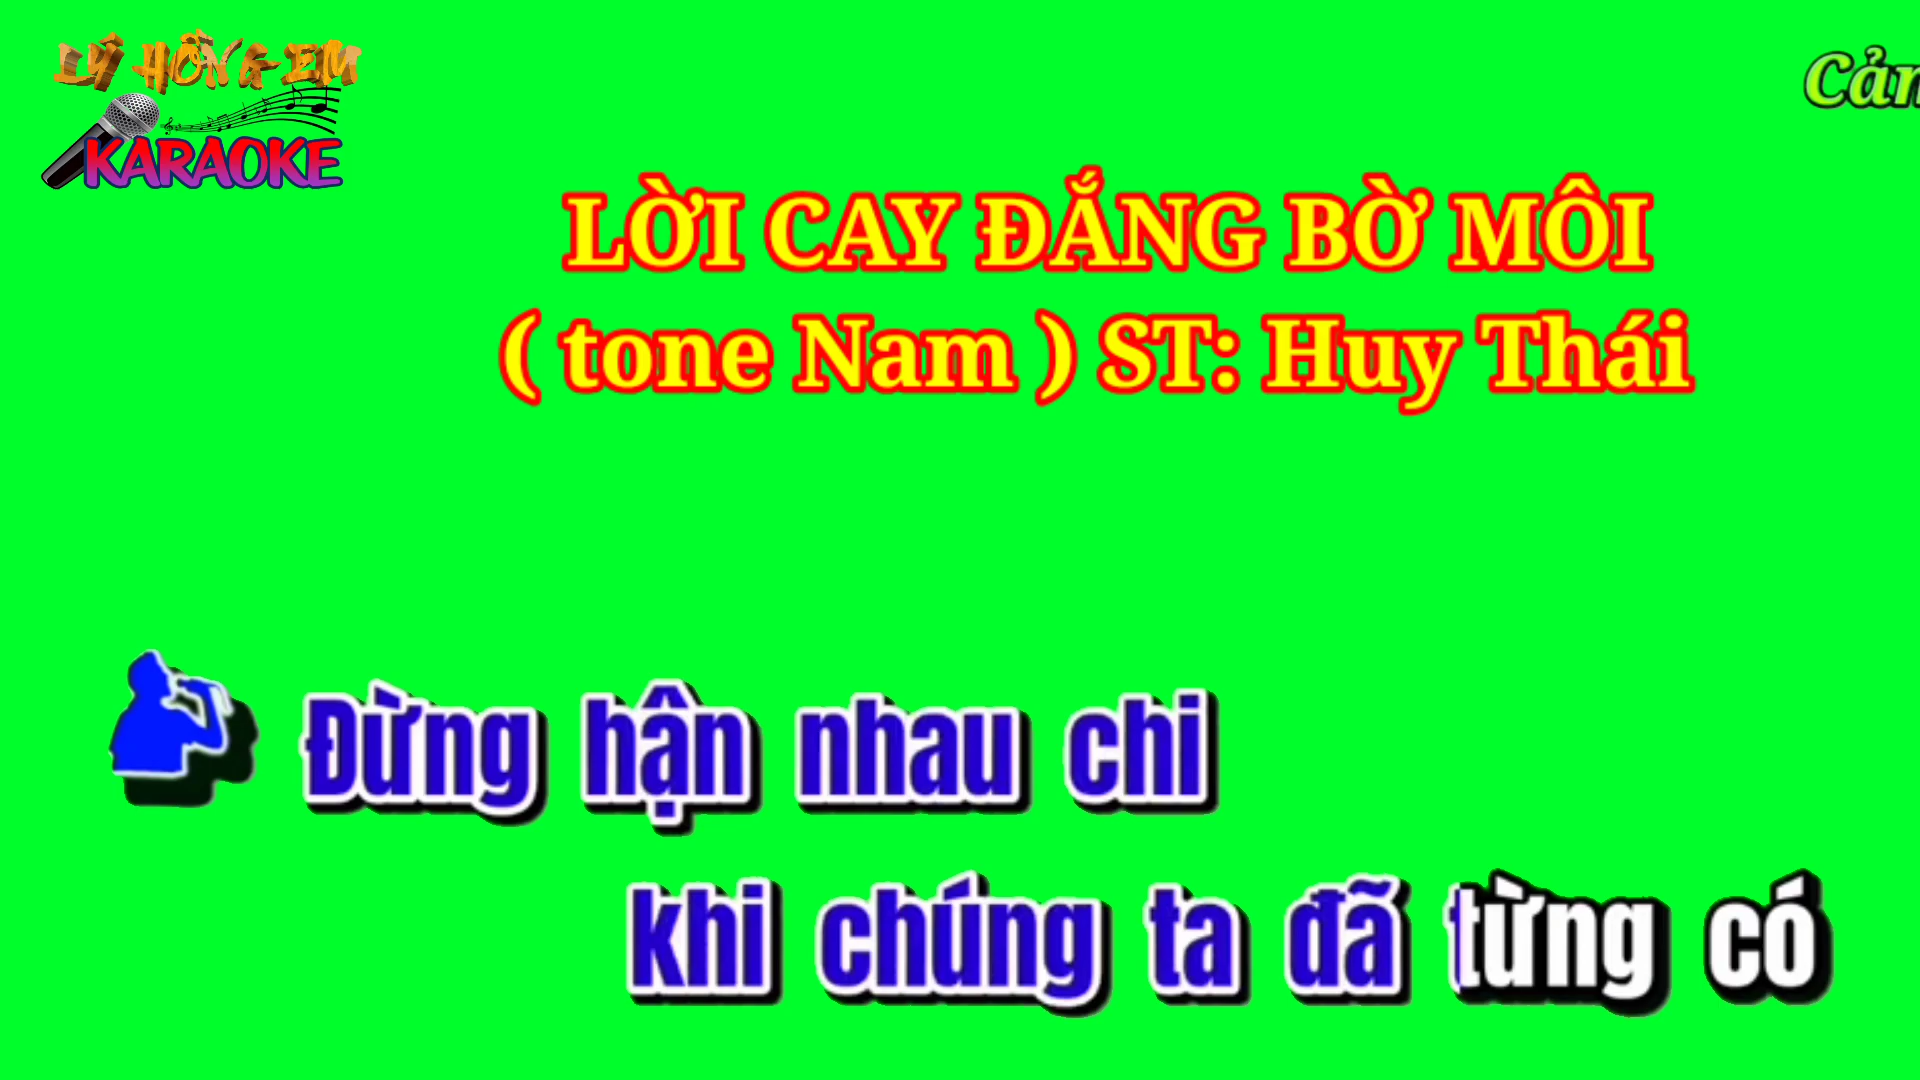 LÝ HỒNG EM
KARAOKE
LỜI CAY ĐẮNG BỜ MÔI
( tone Nam ) ST: Huy Thái
Đừng hận nhau chi
khi chúng ta đã từng có